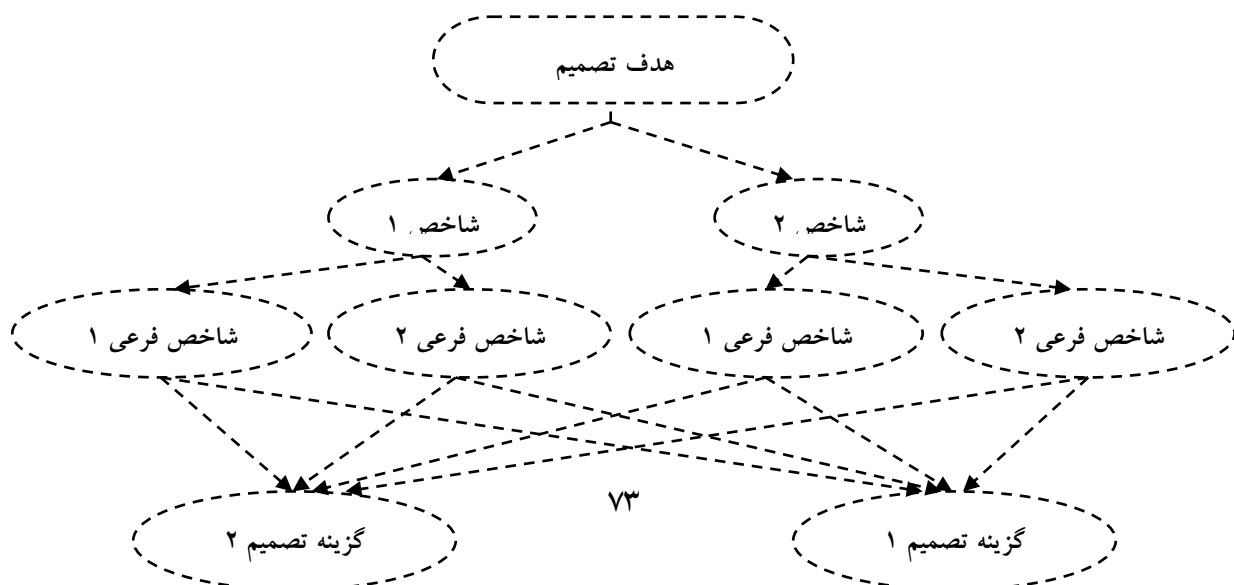 هدف تصمیم
شاخص ۲
شاخص ۱
شاخص فرعی ۲
شاخص فرعی ۱
شاخص فرعی ۲
شاخص فرعی ۱
۷۳
گزینه تصمیم ۱
گزینه تصمیم ۲